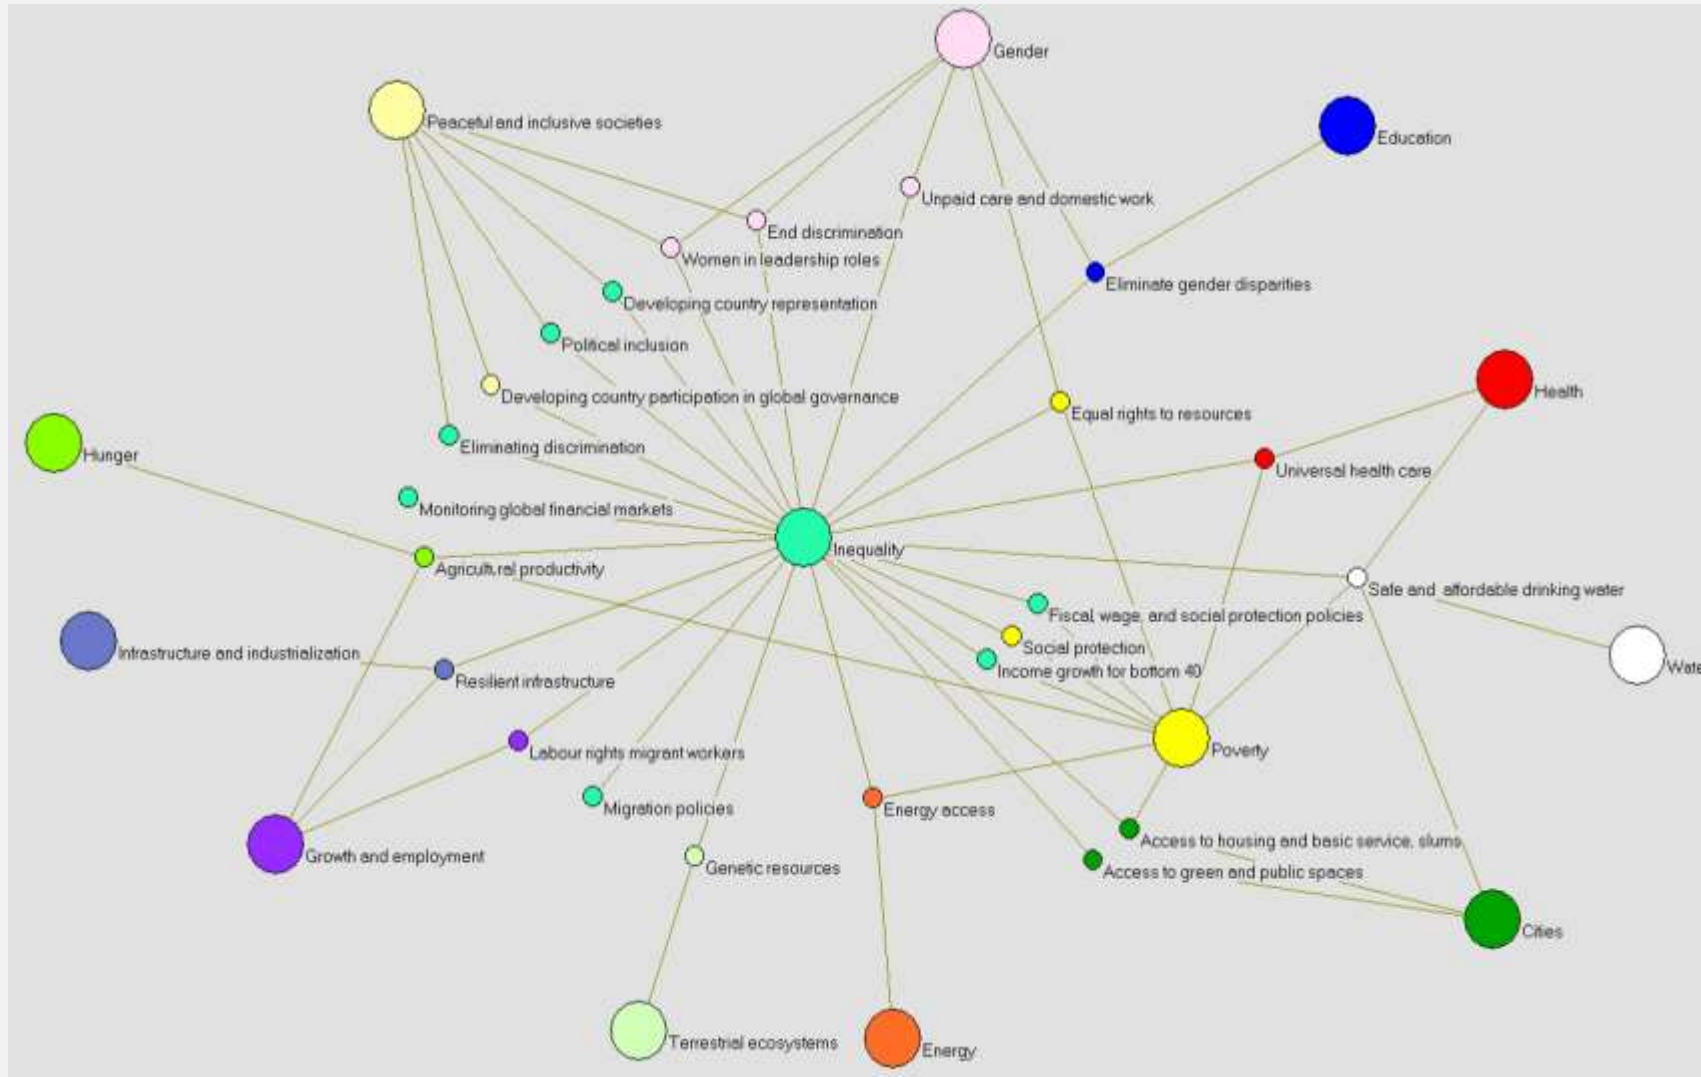 Gender
Peaceful and inclusive societies
Education
Unpaid care and domestic work
End discrimination
Women in leadership roles
Eliminate gender disparities
Developing country representation
Political inclusion
Health
Developing country participation in global governance
Equal rights to resources
Eliminating discrimination
Hunger
Universal health care
Monitoring global financial markets
Inequality
Agricultural productivity
Safe and affordable drinking water
Fiscal, wage, and social protection policies
Social protection
Infrastructure and industrialization
Income growth for bottom 40
Wate
Resilient infrastructure
Labour rights migrant workers
Poverty
Migration policies
Energy access
Access to housing and basic service, slums
Growth and employment
Genetic resources
Access to green and public spaces
Cities
Terrestrial ecosystems
Energy